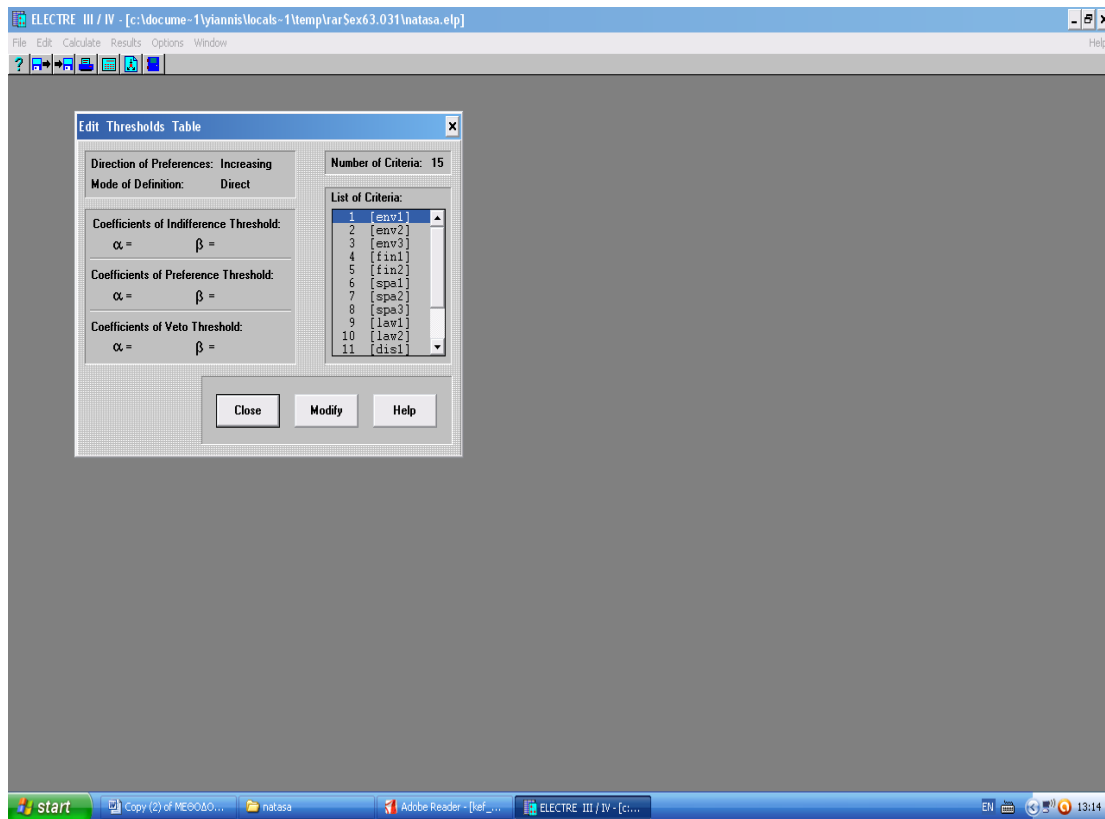 ELECTRE III / IV - [c:\docume~1\yiannis\locals~1\temp\rar$ex63.031\natasa.elp]
File Edit Calculate Results Options Window Help
?
Edit Thresholds Table
Direction of Preferences: Increasing
Mode of Definition: Direct
Number of Criteria: 15
List of Criteria:
1 [env1]
2 [env2]
3 [env3]
4 [fin1]
5 [fin2]
6 [spa1]
7 [spa2]
8 [spa3]
9 [law1]
10 [law2]
11 [dis1]
Coefficients of Indifference Threshold:
α = β =
Coefficients of Preference Threshold:
α = β =
Coefficients of Veto Threshold:
α = β =
Close Modify Help
start Copy (2) of ΜΕΘΟΔΟ... natasa Adobe Reader - [kef_... ELECTRE III / IV - [c:... EN 13:14